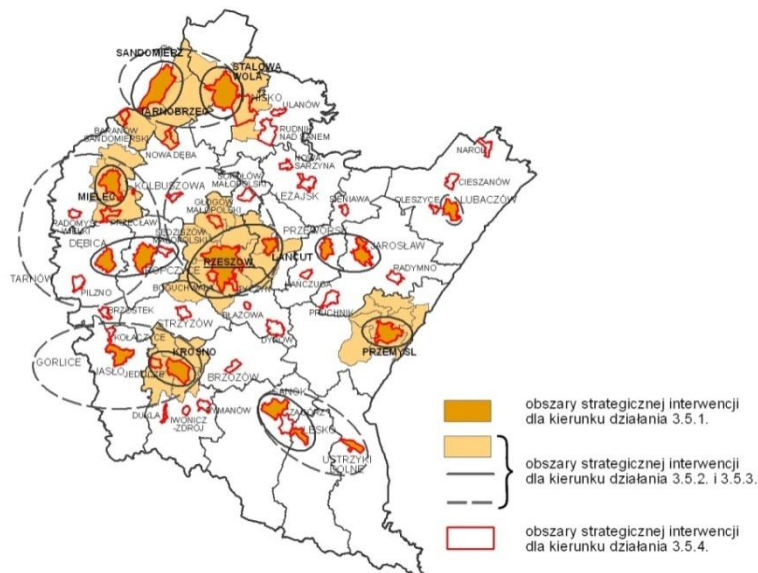 SANDOMIERZ
STALOWA
WOLA
TARNOBRZEG
NISKO
ULANÓW
RUDNIK
NAD SANEM
BARANÓW
SANDOMIERSKI
NOWA DĘBA
NOWA
SARZYNA
NAROL
CIESZANÓW
MIELEC
KOLBUSZOWA
SOKOŁÓW
MAŁOPOLSKI
LEŻAJSK
SIENIAWA
OLESZYCE
LUBACZÓW
GŁOGÓW
MAŁOPOLSKI
RADOMYŚL
WIELKI
PRZECŁAW
SĘDZISZÓW
MAŁOPOLSKI
PRZEWORSK
JAROSŁAW
DĘBICA
ROPCZYCE
RZESZÓW
ŁAŃCUT
RADYMNO
TARNÓW
PILZNO
BOGUCHWAŁA
TYCZYN
KAŃCZUGA
PRUCHNIK
BRZOSTEK
STRZYŻÓW
BŁAŻOWA
DYNÓW
PRZEMYŚL
KOŁACZYCE
GORLICE
JASŁO
JEDLICZE
KROSNO
BRZOZÓW
DUKLA
IWONICZ
-ZDRÓJ
RYMANÓW
SANOK
ZAGÓRZ
LESKO
USTRZYKI
DOLNE
obszary strategicznej interwencji
dla kierunku działania 3.5.1.
obszary strategicznej interwencji
dla kierunku działania 3.5.2. i 3.5.3.
obszary strategicznej interwencji
dla kierunku działania 3.5.4.